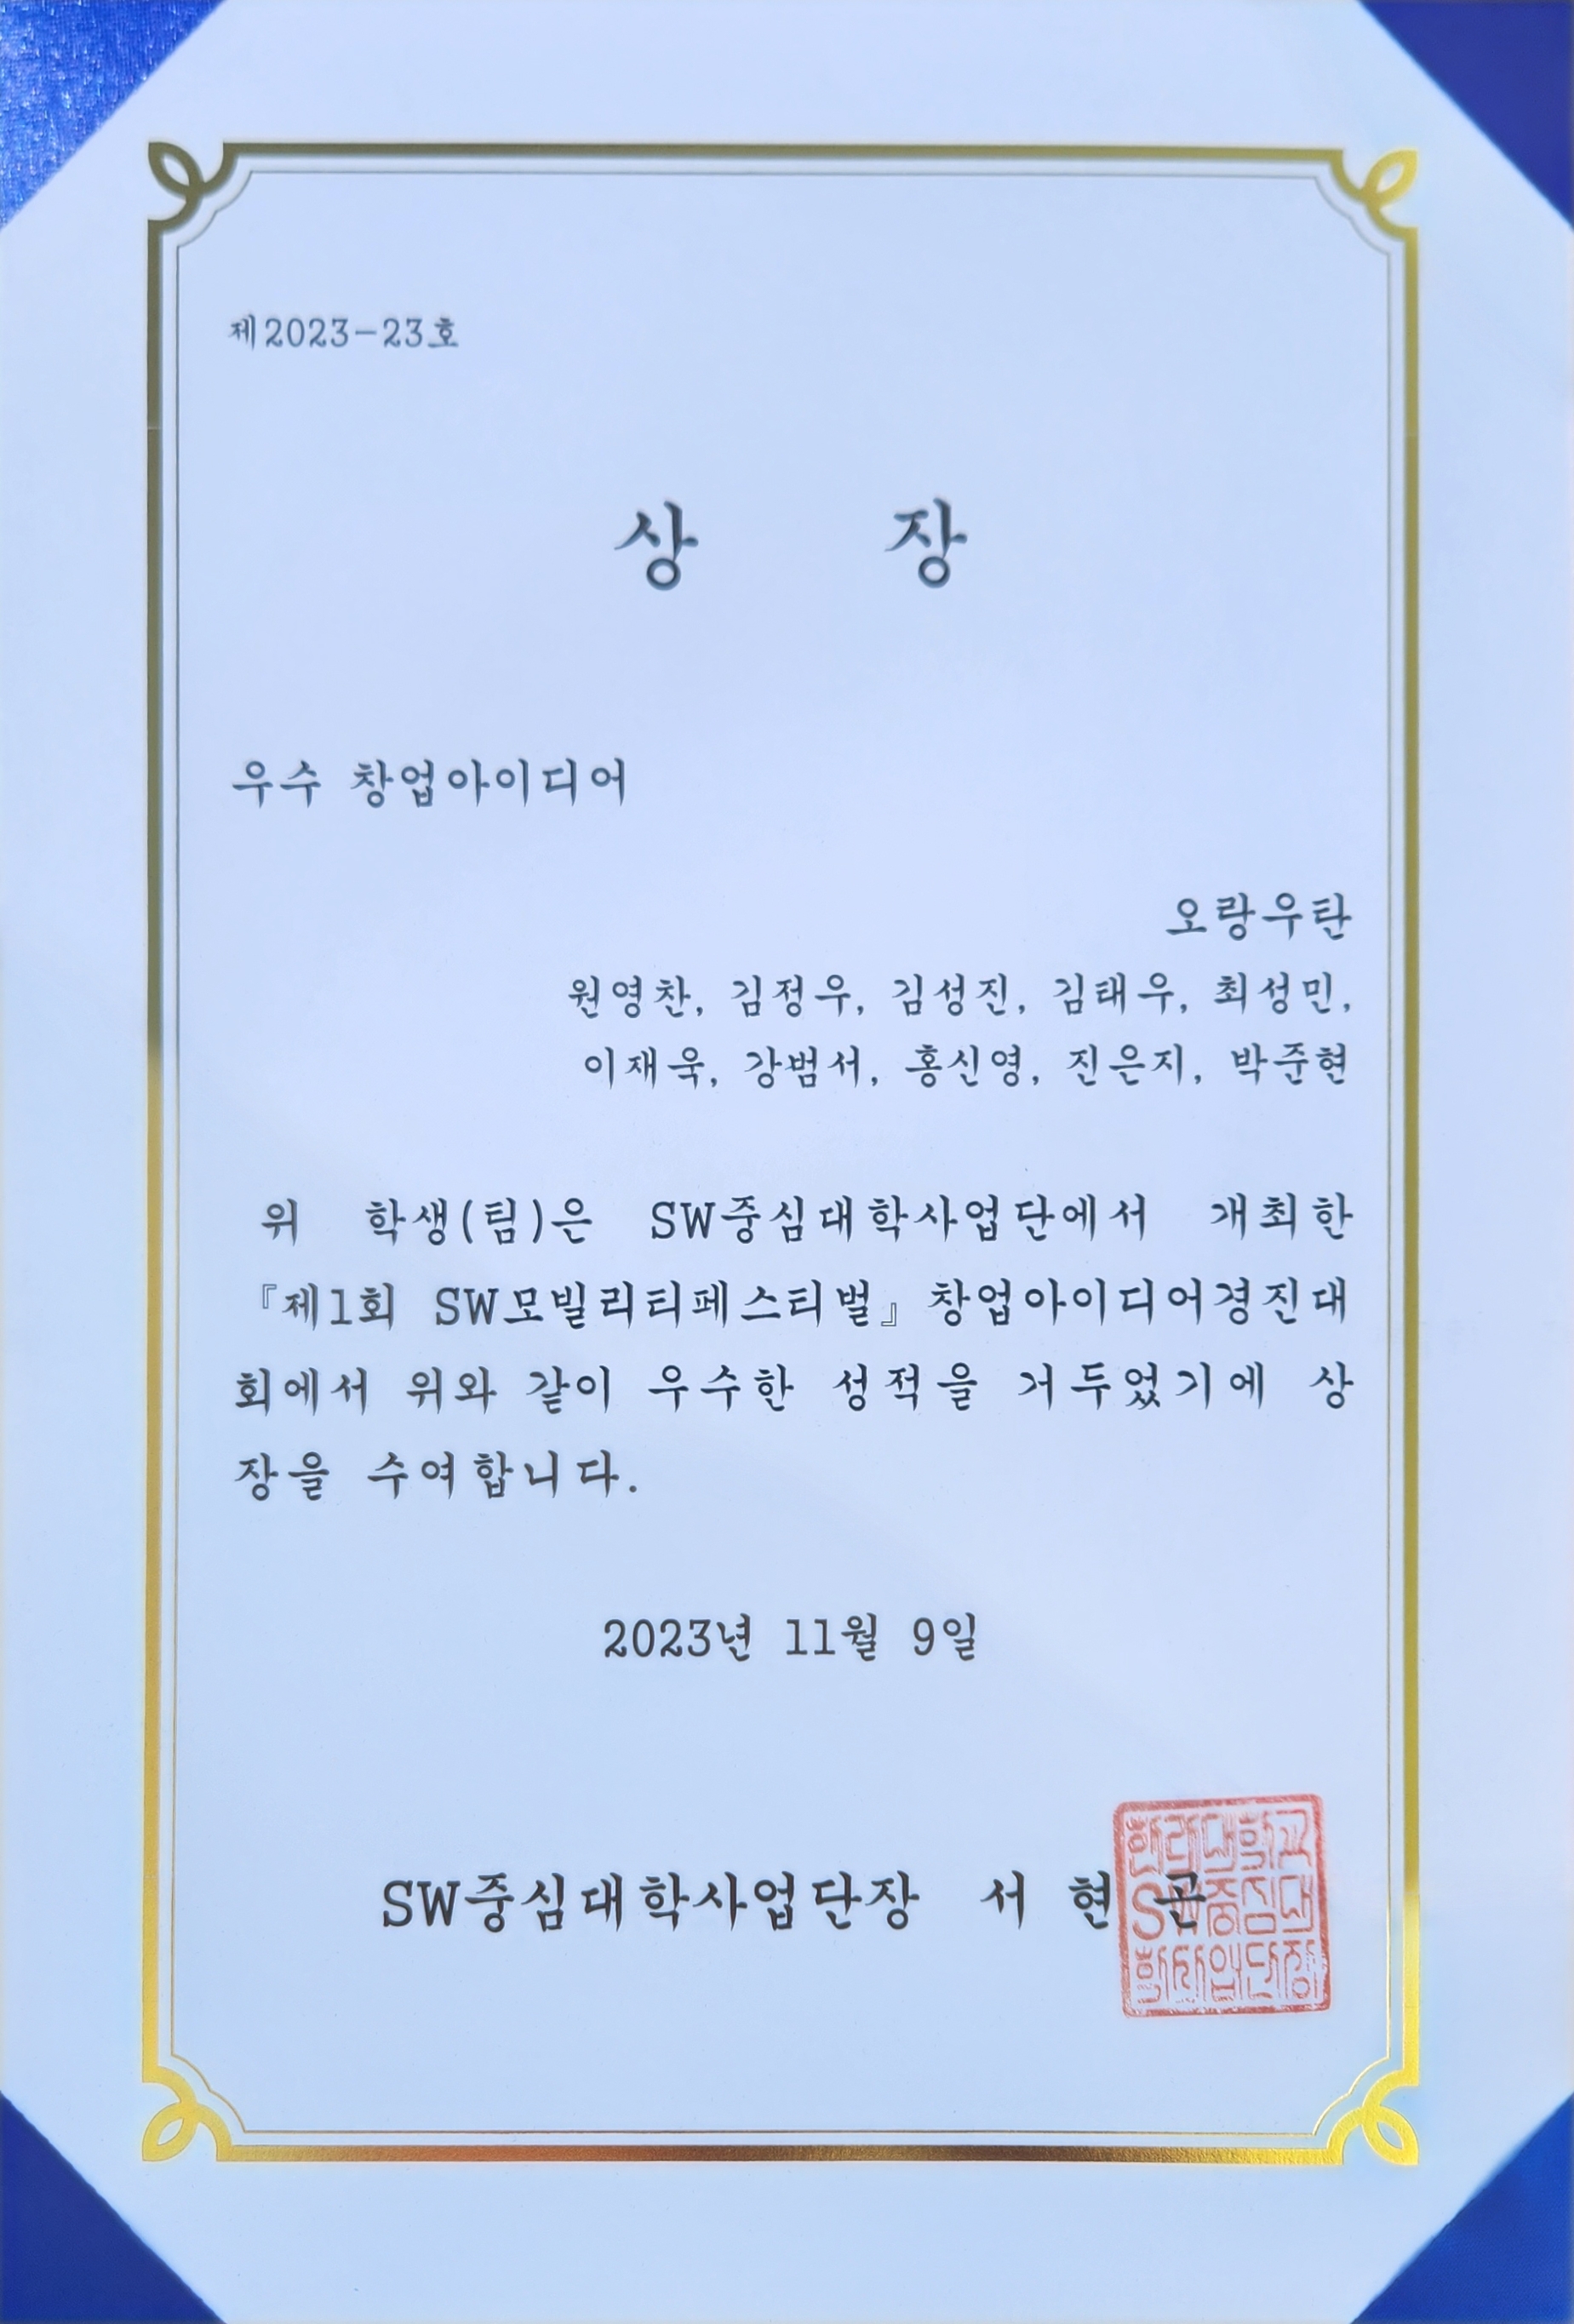 제2023-23호
상 장
우수 창업아이디어
오랑우탄
원영찬, 김정우, 김성진, 김태우, 최성민,
이재욱, 강범서, 홍신영, 진은지, 박준현
위 학생(팀)은 SW중심대학사업단에서 개최한
『제1회 SW모빌리티페스티벌』 창업아이디어경진대
회에서 위와 같이 우수한 성적을 거두었기에 상
장을 수여합니다.
2023년 11월 9일
SW중심대학사업단장 서 현 곤
한라대학교
SW중심대
학사업단장